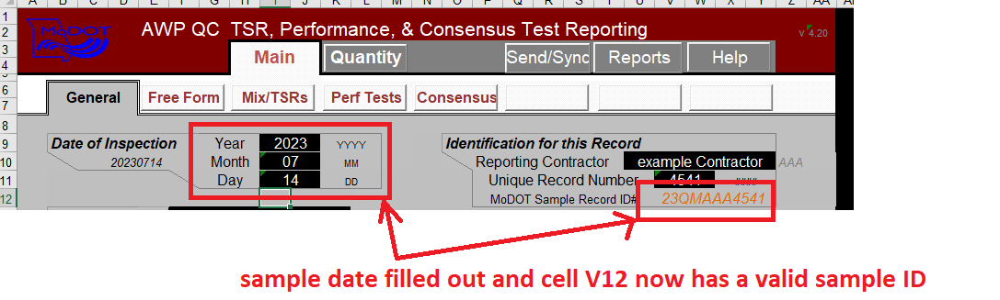 A B C D E F G H I J K L M N O P Q R S T U V W X Y Z AA AI
1
2
3
4
5
6
7
8
9
10
11
12
MoDOT
AWP QC TSR, Performance, & Consensus Test Reporting
v 4.20
Main Quantity Send/Sync Reports Help
General Free Form Mix/TSRs Perf Tests Consensus
Date of Inspection Year 2023 YYYY Identification for this Record
20230714 Month 07 MM Reporting Contractor example Contractor AAA
Day 14 DD Unique Record Number 4541 ####
MoDOT Sample Record ID# 23QMAAA4541
sample date filled out and cell V12 now has a valid sample ID